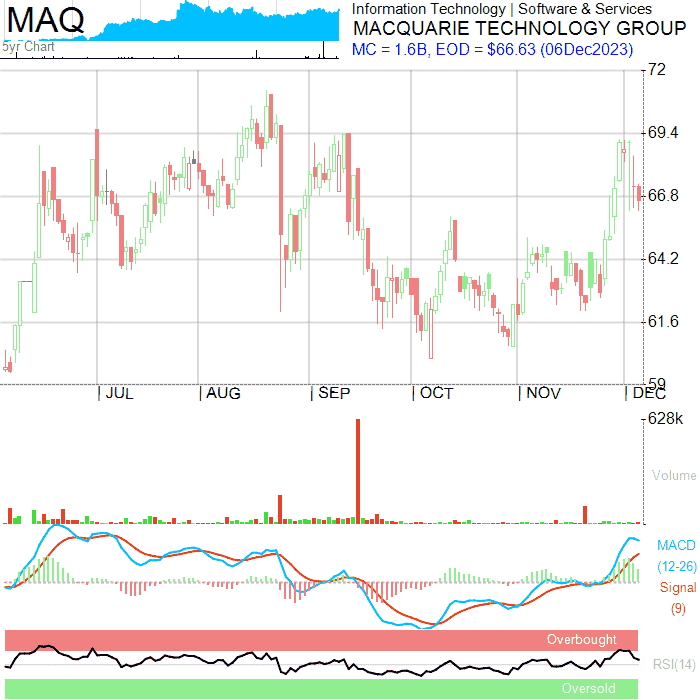 MAQ
5yr Chart
Information Technology | Software & Services
MACQUARIE TECHNOLOGY GROUP
MC = 1.6B, EOD = $66.63 (06Dec2023)
72
69.4
66.8
64.2
61.6
59
| JUL | AUG | SEP | OCT | NOV | DEC
628k
Volume
MACD
(12-26)
Signal
(9)
Overbought
RSI(14)
Oversold